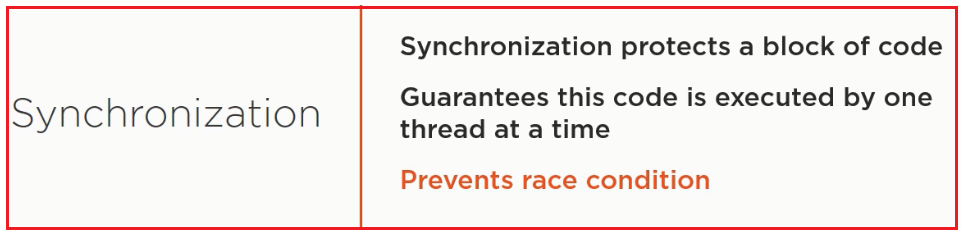 Synchronization
Synchronization protects a block of code
Guarantees this code is executed by one
thread at a time
Prevents race condition